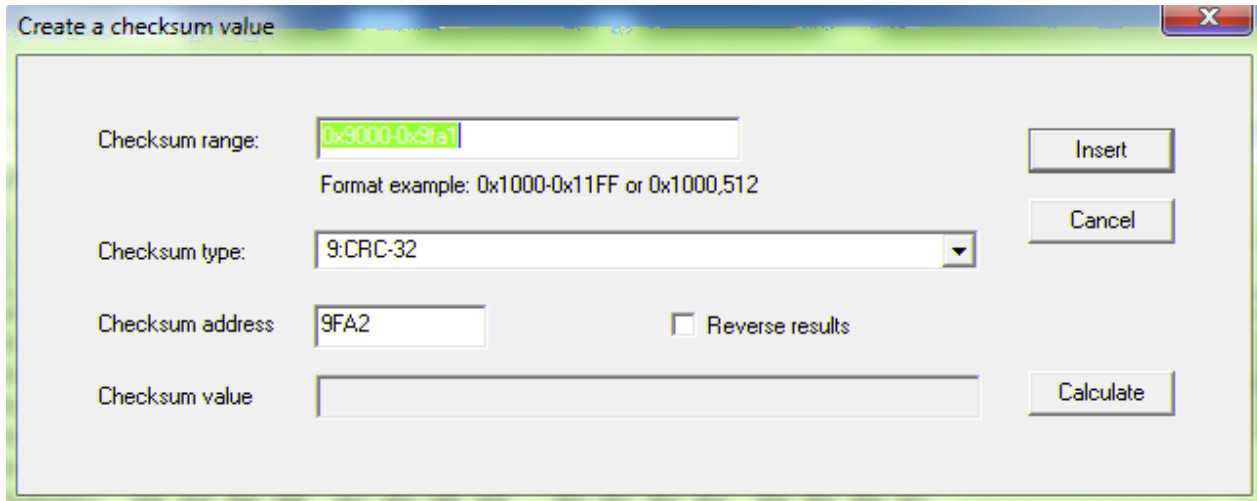 Create a checksum value
Checksum range:
0x9000-0x9fa1
Insert
Format example: 0x1000-0x11FF or 0x1000,512
Cancel
Checksum type:
9:CRC-32
Checksum address
9FA2
Reverse results
Checksum value
Calculate